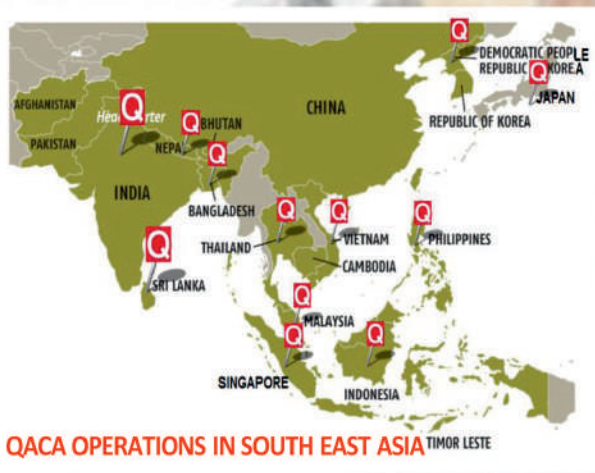 Q
DEMOCRATIC PEOPLE
REPUBLIC KOREA
Q
JAPAN
AFGHANISTAN
Q
CHINA
Q
BHUTAN
REPUBLIC OF KOREA
PAKISTAN
NEPA
Q
INDIA
BANGLADESH
Q
Q
Q
THAILAND
VIETNAM
PHILIPPINES
Q
CAMBODIA
SRI LANKA
Q
MALAYSIA
Q
Q
SINGAPORE
INDONESIA
QACA OPERATIONS IN SOUTH EAST ASIA
TIMOR LESTE